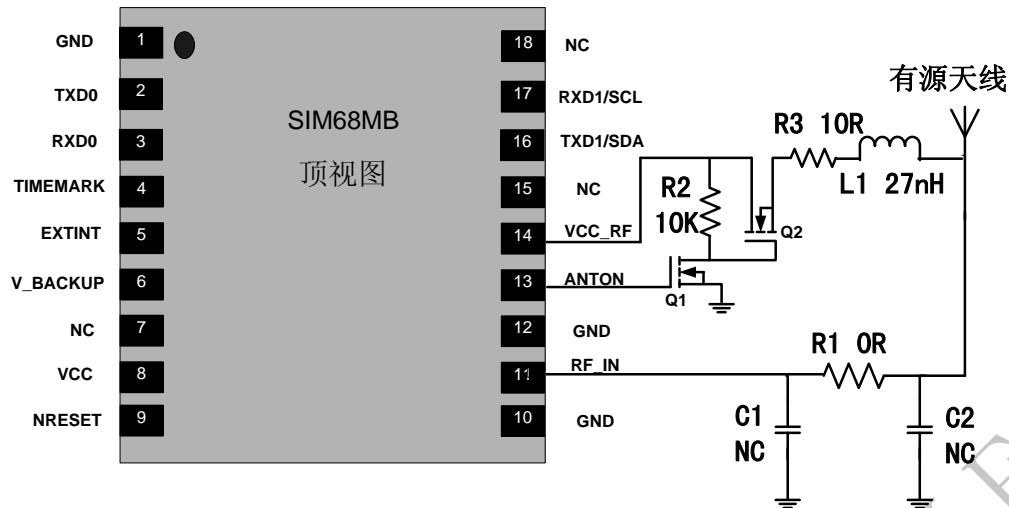 GND 1
TXD0 2
RXD0 3
TIMEMARK 4
EXTINT 5
V_BACKUP 6
NC 7
VCC 8
NRESET 9
SIM68MB
顶视图
18 NC
17 RXD1/SCL
16 TXD1/SDA
15 NC
14 VCC_RF
13 ANTON
12 GND
11 RF_IN
10 GND
有源天线
R3 10R
L1 27nH
R2
10K
Q2
Q1
R1 0R
C1
NC
C2
NC